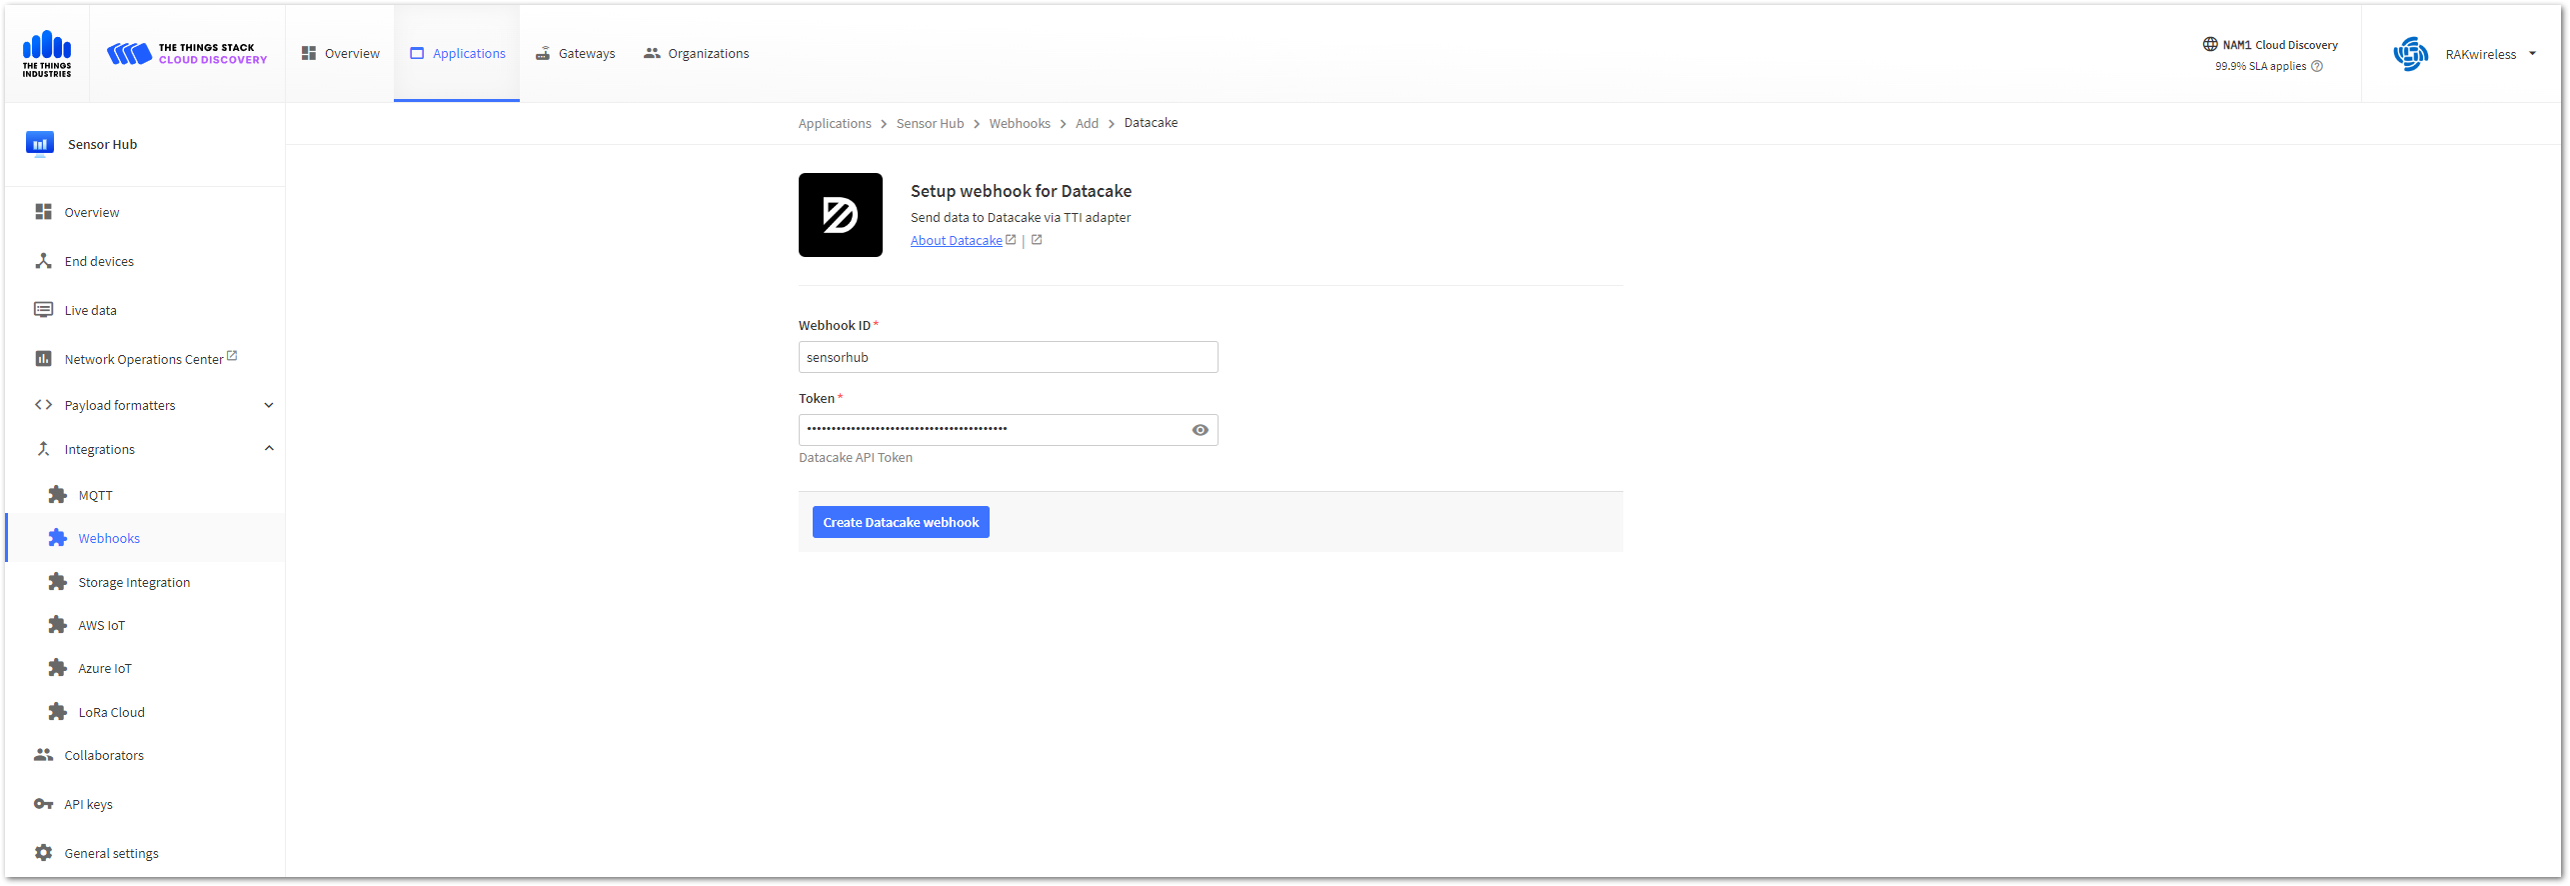 THE THINGS
INDUSTRIES
THE THINGS STACK
CLOUD DISCOVERY
Overview
Applications
Gateways
Organizations
NAM1 Cloud Discovery
99.9% SLA applies
RAKwireless
Sensor Hub
Overview
End devices
Live data
Network Operations Center
Payload formatters
Integrations
MQTT
Webhooks
Storage Integration
AWS IoT
Azure IoT
LoRa Cloud
Collaborators
API keys
General settings
Applications > Sensor Hub > Webhooks > Add > Datacake
Setup webhook for Datacake
Send data to Datacake via TTI adapter
About Datacake |
Webhook ID *
sensorhub
Token *
•••••••••••••••••••••••••••••••••••••••••
Datacake API Token
Create Datacake webhook